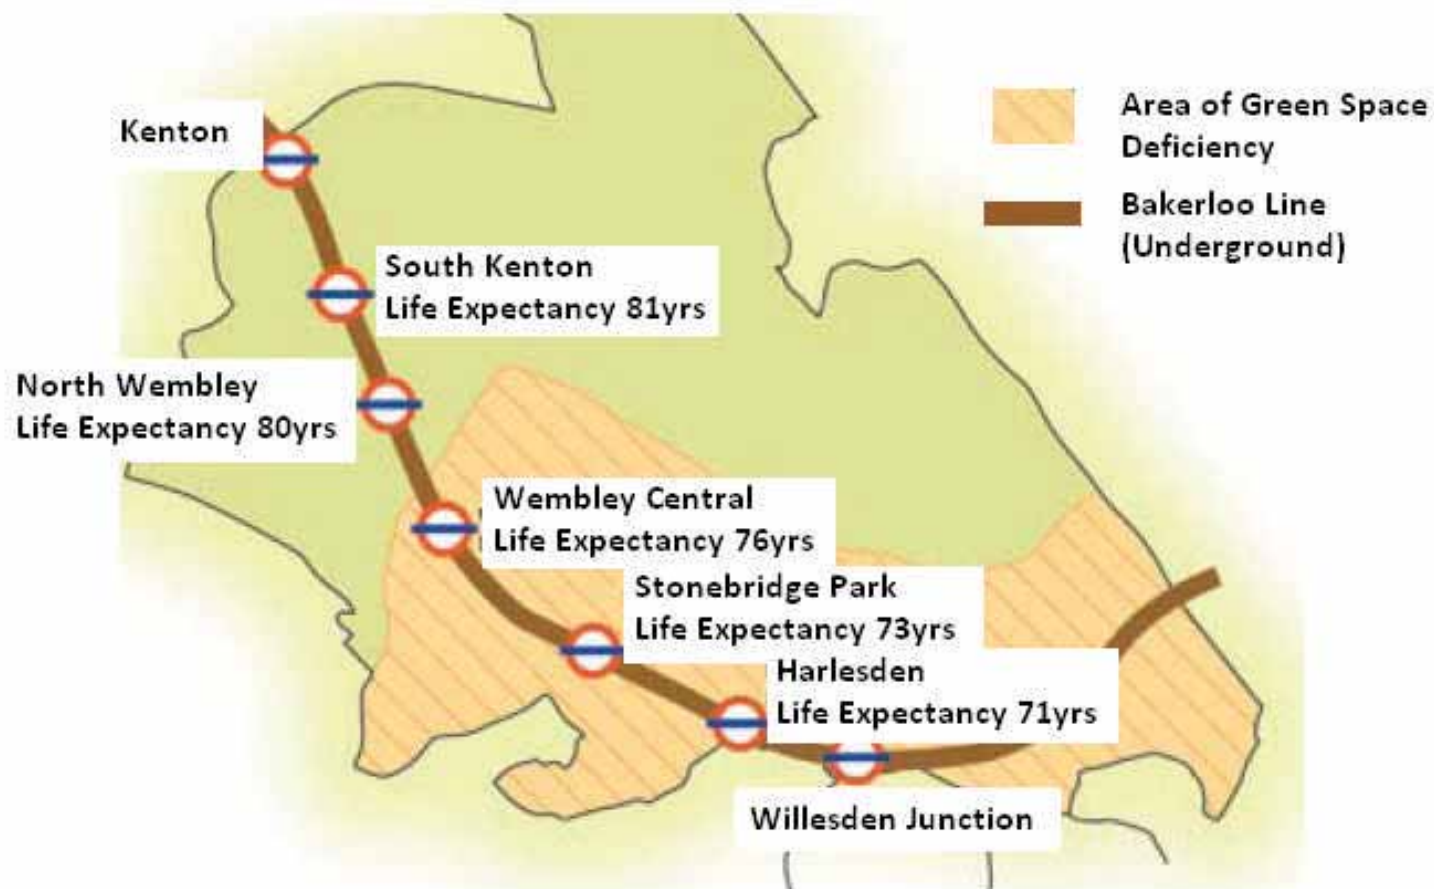 Kenton
South Kenton
Life Expectancy 81yrs
North Wembley
Life Expectancy 80yrs
Wembley Central
Life Expectancy 76yrs
Stonebridge Park
Life Expectancy 73yrs
Harlesden
Life Expectancy 71yrs
Willesden Junction
Area of Green Space
Deficiency
Bakerloo Line
(Underground)